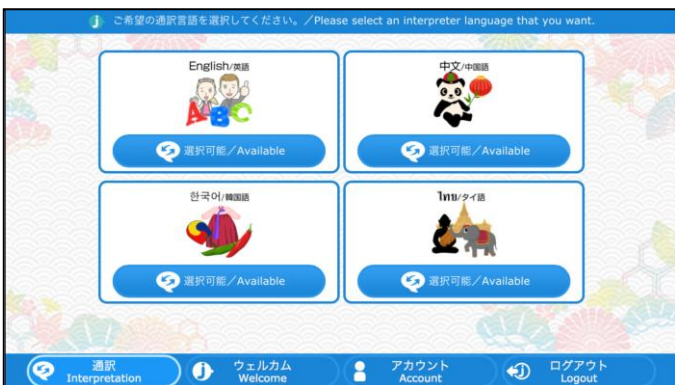 ご希望の通訳言語を選択してください。／Please select an interpreter language that you want.
English/英語
中文/中国語
ABC
選択可能／Available
選択可能／Available
한국어/韓国語
ไทย/タイ語
選択可能／Available
選択可能／Available
通訳
Interpretation
ウェルカム
Welcome
アカウント
Account
ログアウト
Logout